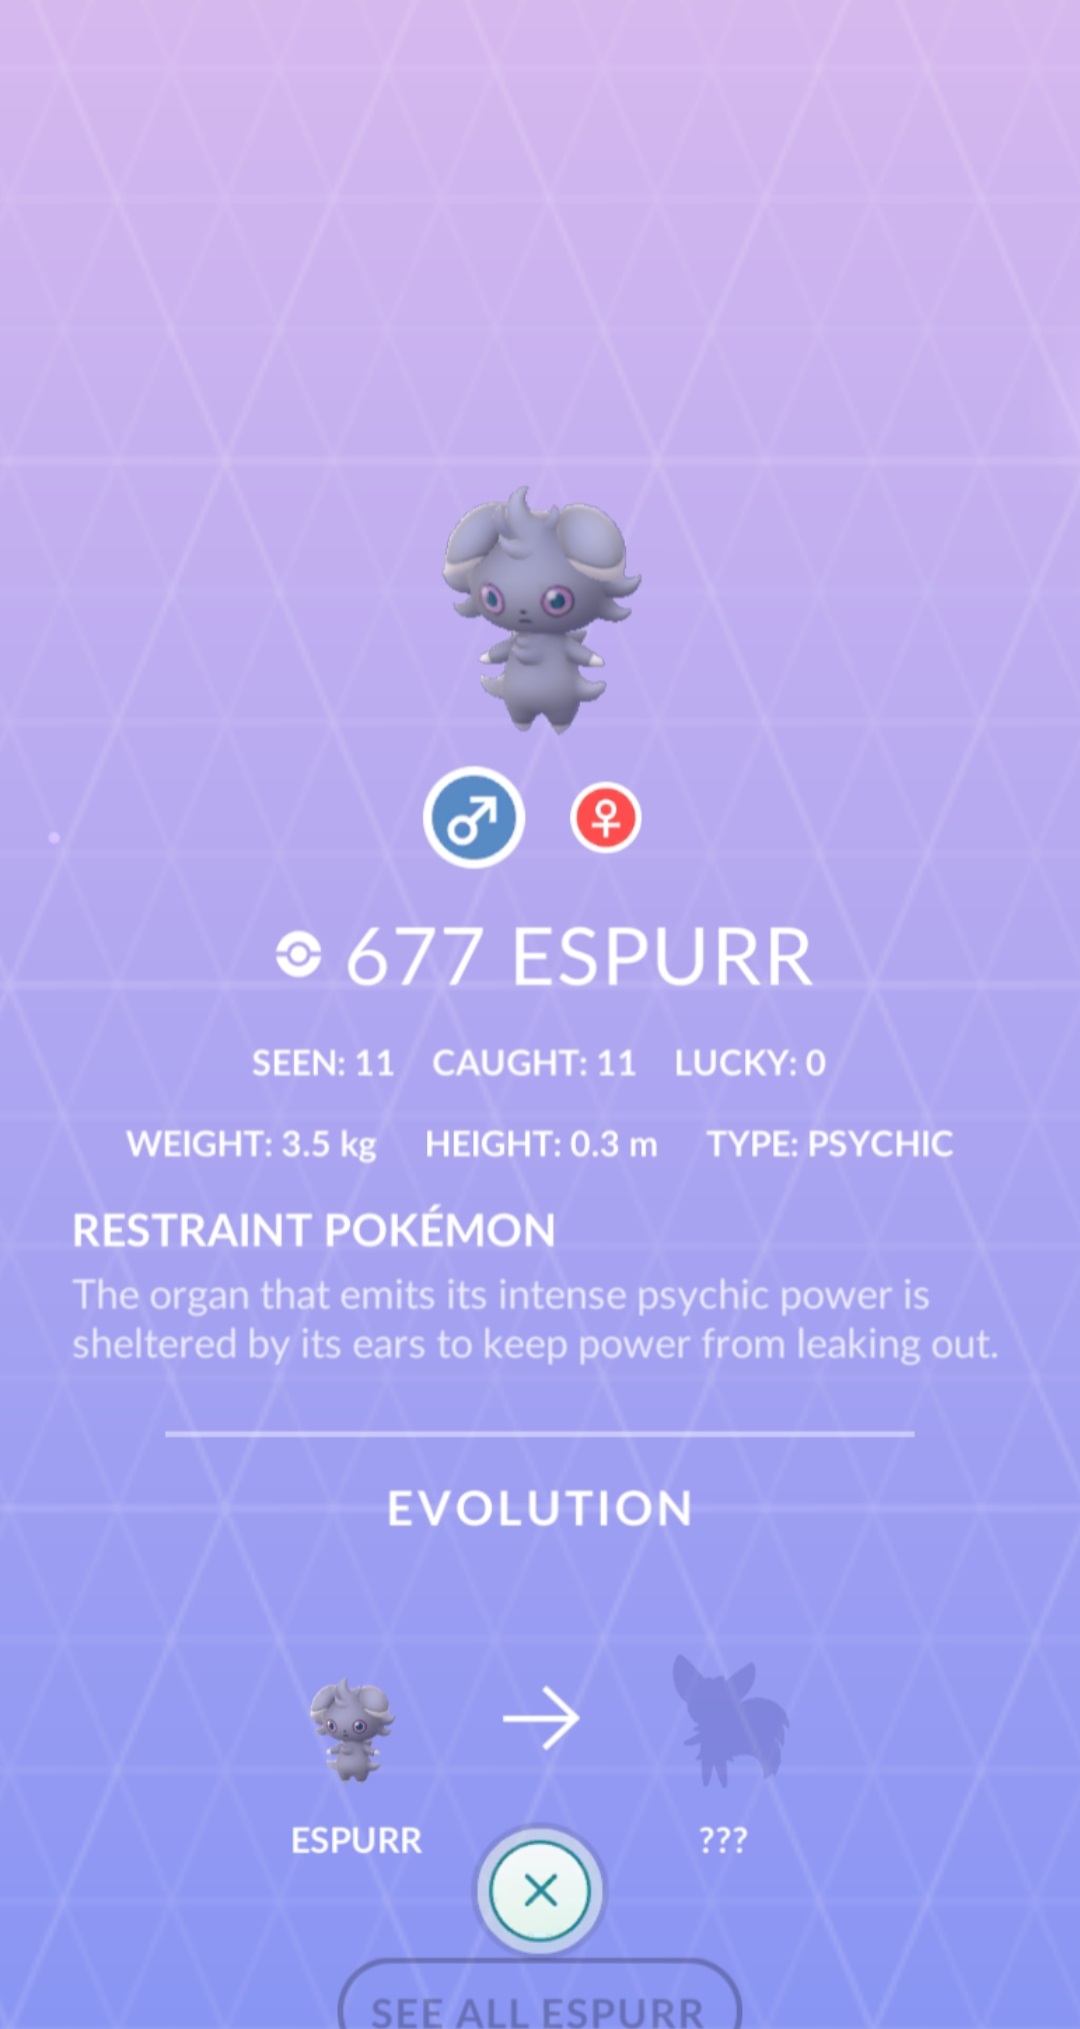 677 ESPURR
SEEN: 11 CAUGHT: 11 LUCKY: 0
WEIGHT: 3.5 kg HEIGHT: 0.3 m TYPE: PSYCHIC
RESTRAINT POKÉMON
The organ that emits its intense psychic power is
sheltered by its ears to keep power from leaking out.
EVOLUTION
ESPURR ???
SEE ALL ESPURR